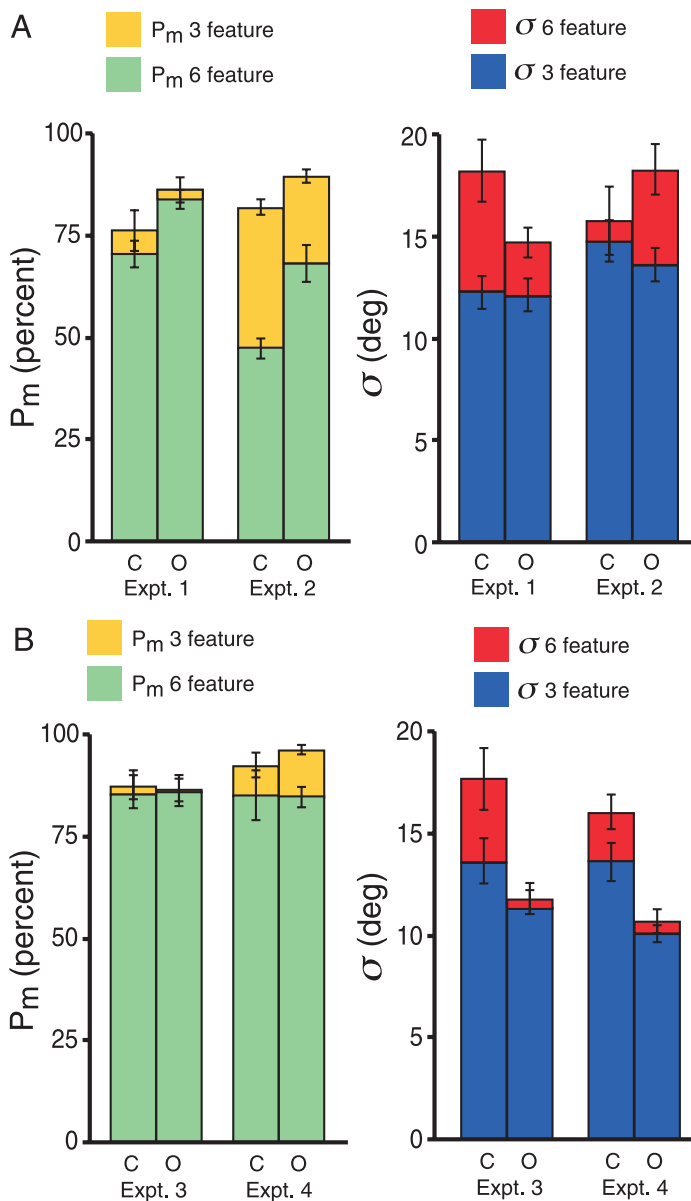 A
Pm 3 feature
Pm 6 feature
σ 6 feature
σ 3 feature
Pm (percent)
100
75
50
25
0
C O C O
Expt. 1 Expt. 2
σ (deg)
20
15
10
5
0
C O C O
Expt. 1 Expt. 2
B
Pm 3 feature
Pm 6 feature
σ 6 feature
σ 3 feature
Pm (percent)
100
75
50
25
0
C O C O
Expt. 3 Expt. 4
σ (deg)
20
15
10
5
0
C O C O
Expt. 3 Expt. 4